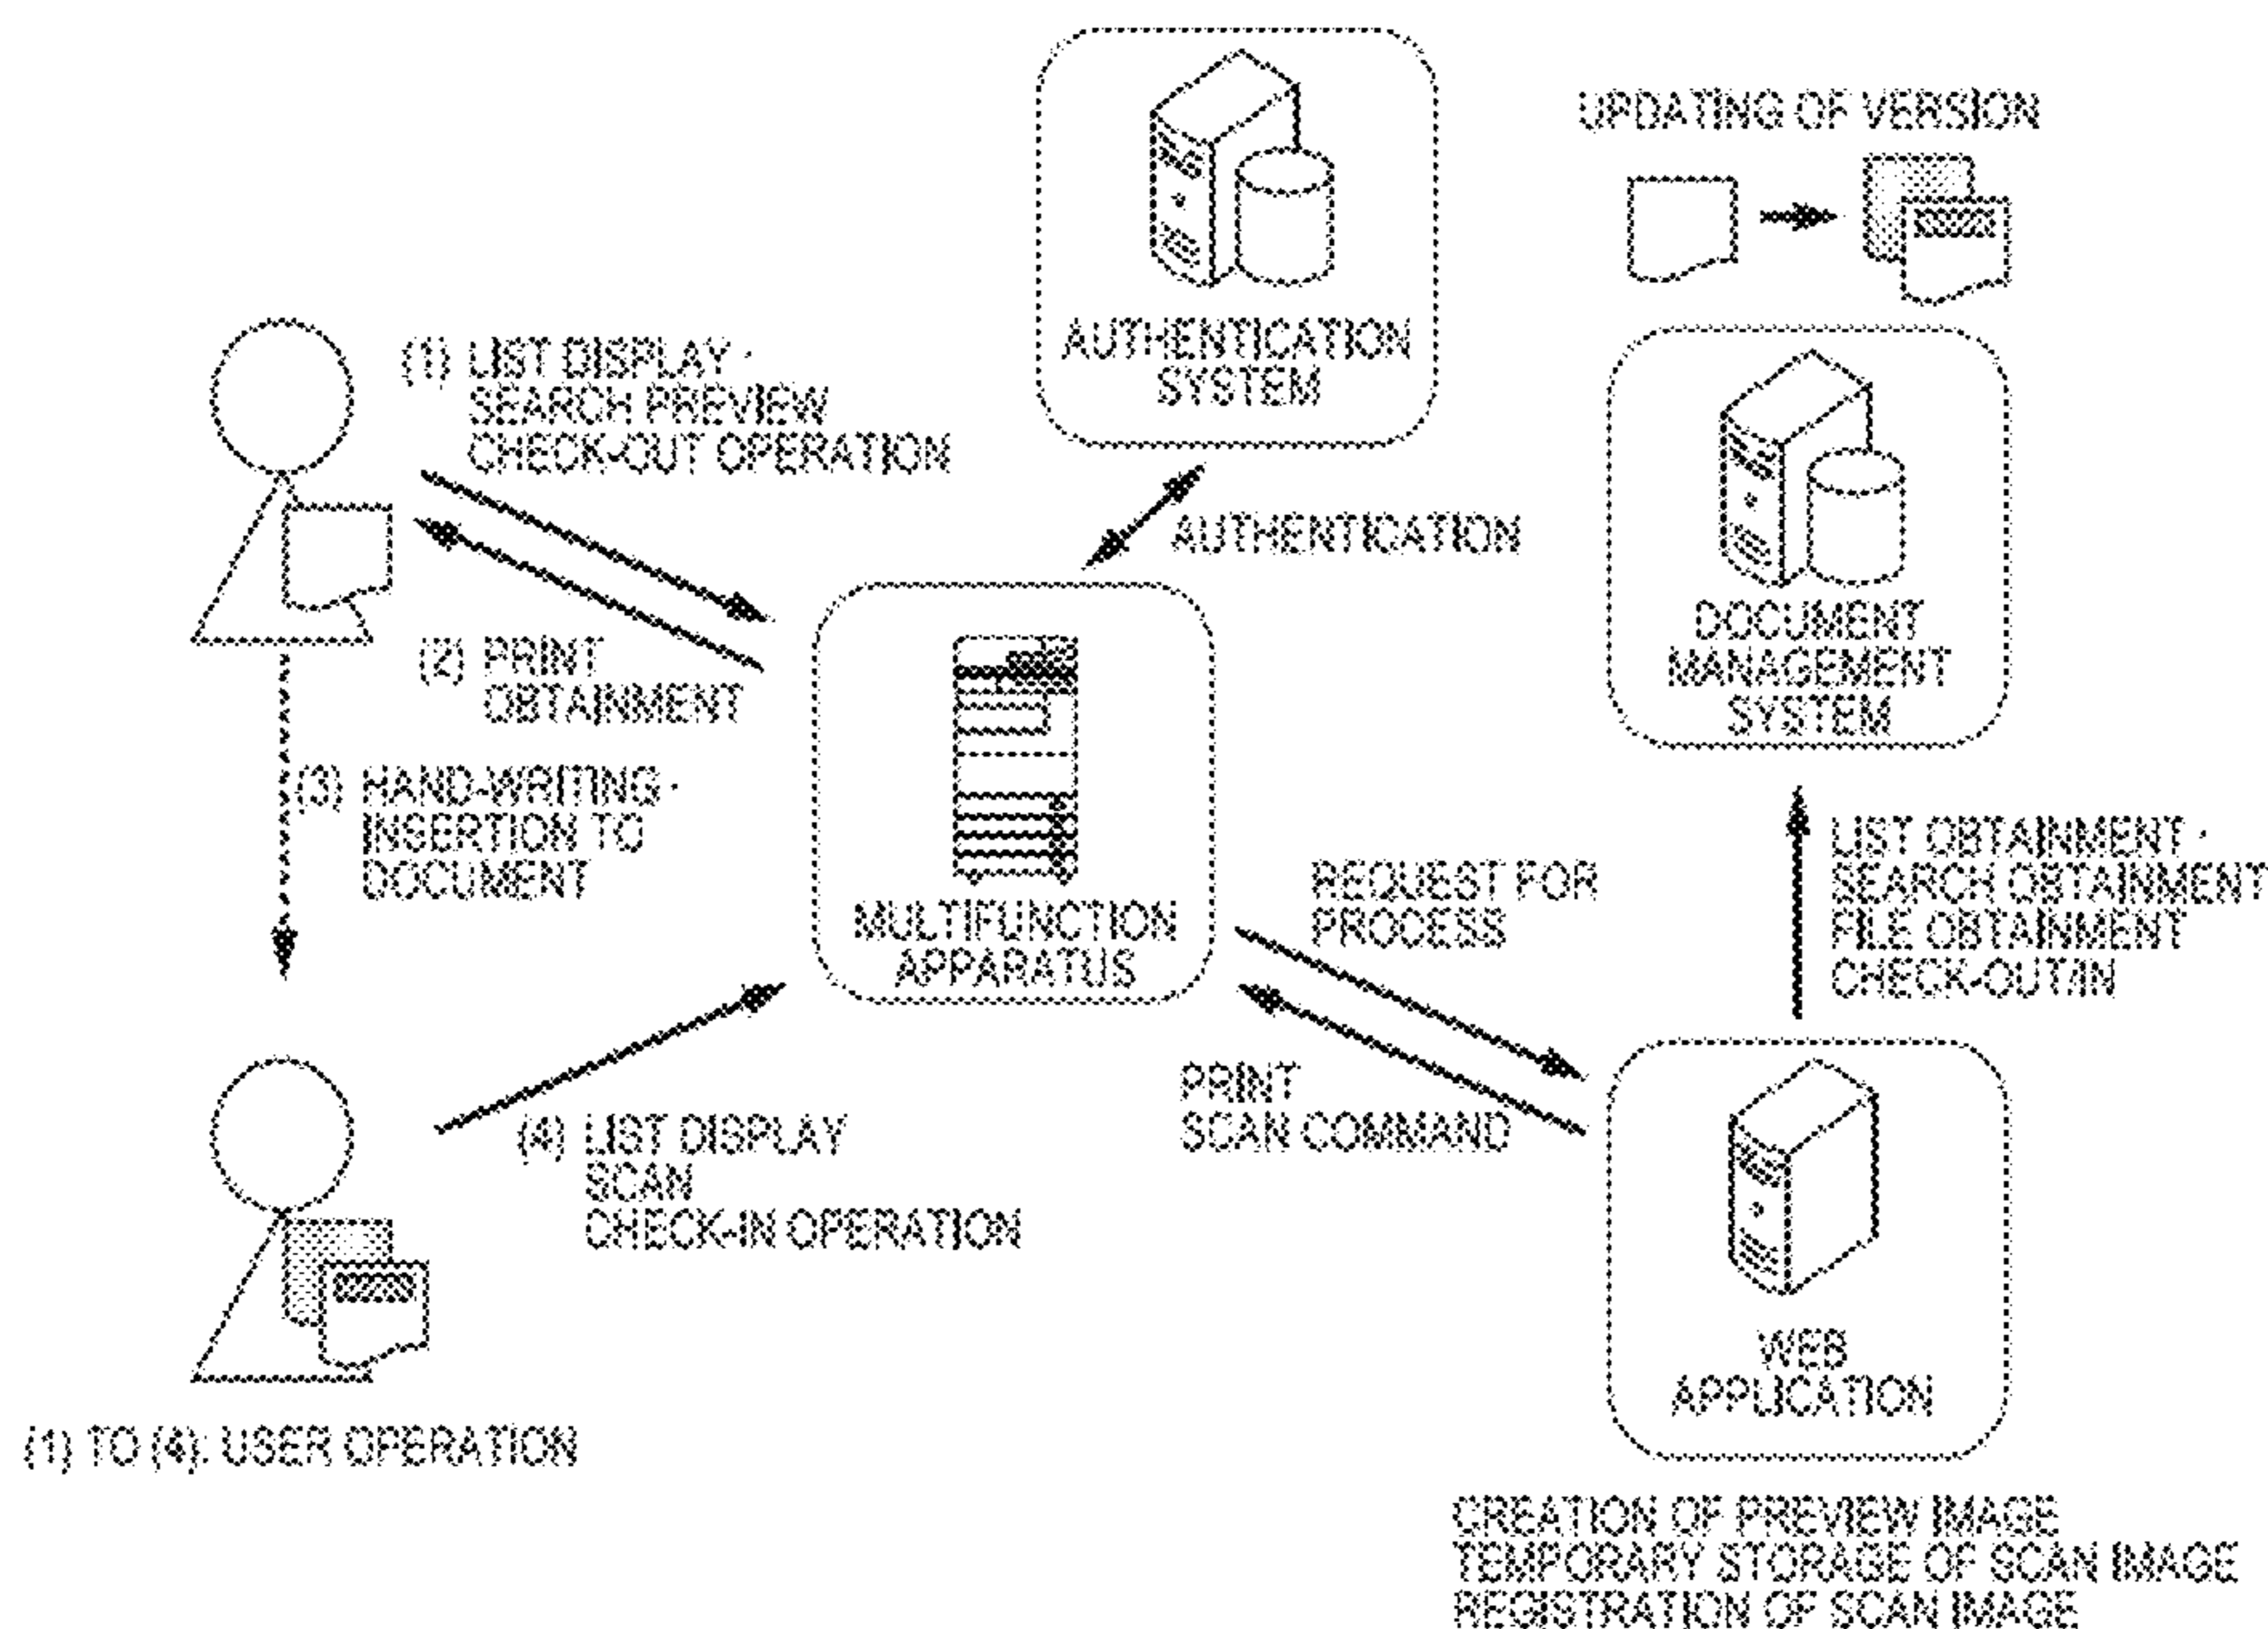 UPDATING OF VERSION
AUTHENTICATION
SYSTEM
(1) LIST DISPLAY ·
SEARCH PREVIEW
CHECK-OUT OPERATION
AUTHENTICATION
DOCUMENT
MANAGEMENT
SYSTEM
(2) PRINT
OBTAINMENT
(3) HAND-WRITING ·
INSERTION TO
DOCUMENT
MULTIFUNCTION
APPARATUS
REQUEST FOR
PROCESS
LIST OBTAINMENT ·
SEARCH OBTAINMENT
FILE OBTAINMENT
CHECK-OUT/IN
PRINT
SCAN COMMAND
(4) LIST DISPLAY
SCAN
CHECK-IN OPERATION
WEB
APPLICATION
(1) TO (4): USER OPERATION
CREATION OF PREVIEW IMAGE
TEMPORARY STORAGE OF SCAN IMAGE
REGISTRATION OF SCAN IMAGE